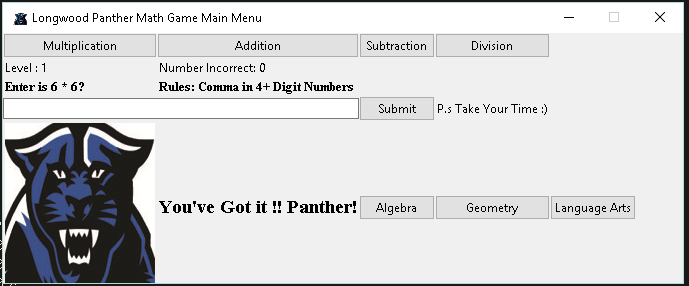 Longwood Panther Math Game Main Menu
Multiplication Addition Subtraction Division
Level : 1 Number Incorrect: 0
Enter is 6 * 6? Rules: Comma in 4+ Digit Numbers
Submit P.s Take Your Time :)
You've Got it !! Panther! Algebra Geometry Language Arts